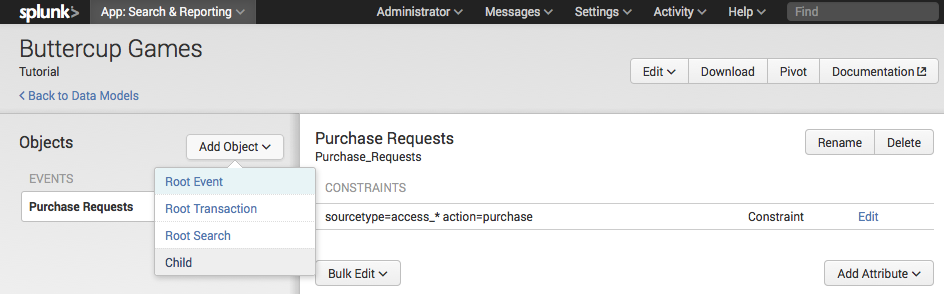 splunk> App: Search & Reporting Administrator Messages Settings Activity Help Find
Buttercup Games
Tutorial
Edit Download Pivot Documentation
< Back to Data Models
Objects Add Object
EVENTS
Purchase Requests
Root Event
Root Transaction
Root Search
Child
Purchase Requests
Purchase_Requests
Rename Delete
CONSTRAINTS
sourcetype=access_* action=purchase Constraint Edit
Bulk Edit Add Attribute